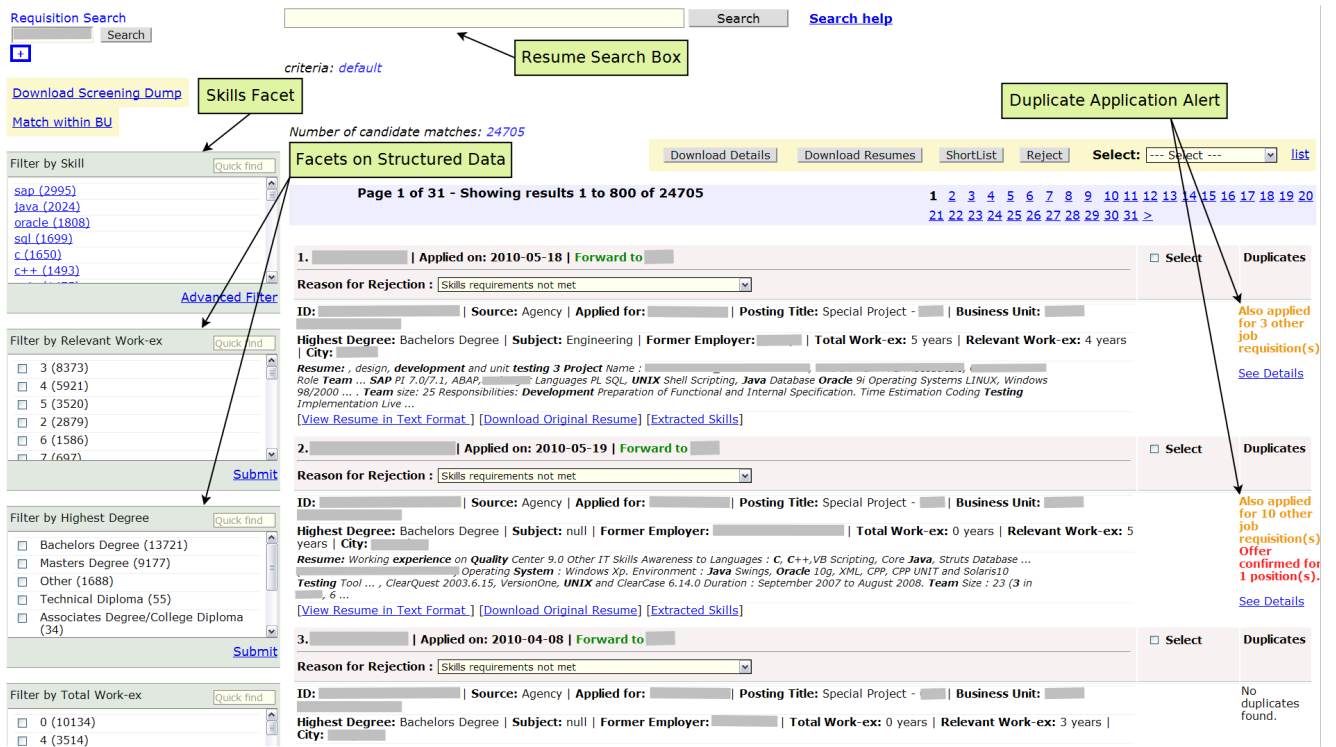 Requisition Search
Search
+
Search
Search help
Resume Search Box
criteria: default
Download Screening Dump
Match within BU
Skills Facet
Duplicate Application Alert
Number of candidate matches: 24705
Facets on Structured Data
Download Details Download Resumes ShortList Reject Select: --- Select --- list
Page 1 of 31 - Showing results 1 to 800 of 24705
1 2 3 4 5 6 7 8 9 10 11 12 13 14 15 16 17 18 19 20
21 22 23 24 25 26 27 28 29 30 31 >
Filter by Skill Quick find
sap (2995)
java (2024)
oracle (1808)
sql (1699)
c (1650)
c++ (1493)
Advanced Filter
Filter by Relevant Work-ex Quick find
3 (8373)
4 (5921)
5 (3520)
2 (2879)
6 (1586)
7 (697)
Submit
Filter by Highest Degree Quick find
Bachelors Degree (13721)
Masters Degree (9177)
Other (1688)
Technical Diploma (55)
Associates Degree/College Diploma
(34)
Submit
Filter by Total Work-ex Quick find
0 (10134)
4 (3514)
1. | Applied on: 2010-05-18 | Forward to
Select Duplicates
Reason for Rejection : Skills requirements not met
ID: | Source: Agency | Applied for: | Posting Title: Special Project - | Business Unit:
Highest Degree: Bachelors Degree | Subject: Engineering | Former Employer: | Total Work-ex: 5 years | Relevant Work-ex: 4 years
| City:
Resume: , design, development and unit testing 3 Project Name :
Role Team ... SAP PI 7.0/7.1, ABAP, Languages PL SQL, UNIX Shell Scripting, Java Database Oracle 9i Operating Systems LINUX, Windows
98/2000 ... . Team size: 25 Responsibilities: Development Preparation of Functional and Internal Specification. Time Estimation Coding Testing
Implementation Live ...
[View Resume in Text Format ] [Download Original Resume] [Extracted Skills]
Also applied
for 3 other
job
requisition(s)
See Details
2. | Applied on: 2010-05-19 | Forward to
Select Duplicates
Reason for Rejection : Skills requirements not met
ID: | Source: Agency | Applied for: | Posting Title: Special Project - | Business Unit:
Highest Degree: Bachelors Degree | Subject: null | Former Employer: | Total Work-ex: 0 years | Relevant Work-ex: 5
years | City:
Resume: Working experience on Quality Center 9.0 Other IT Skills Awareness to Languages : C, C++,VB Scripting, Core Java, Struts Database ...
Operating System : Windows Xp. Environment : Java Swings, Oracle 10g, XML, CPP, CPP UNIT and Solaris10
Testing Tool ... , ClearQuest 2003.6.15, VersionOne, UNIX and ClearCase 6.14.0 Duration : September 2007 to August 2008. Team Size : 23 (3 in
, 6 ...
[View Resume in Text Format ] [Download Original Resume] [Extracted Skills]
Also applied
for 10 other
job
requisition(s)
Offer
confirmed for
1 position(s).
See Details
3. | Applied on: 2010-04-08 | Forward to
Select Duplicates
Reason for Rejection : Skills requirements not met
ID: | Source: Agency | Applied for: | Posting Title: Special Project - | Business Unit:
Highest Degree: Bachelors Degree | Subject: null | Former Employer: | Total Work-ex: 0 years | Relevant Work-ex: 3 years |
City:
No
duplicates
found.